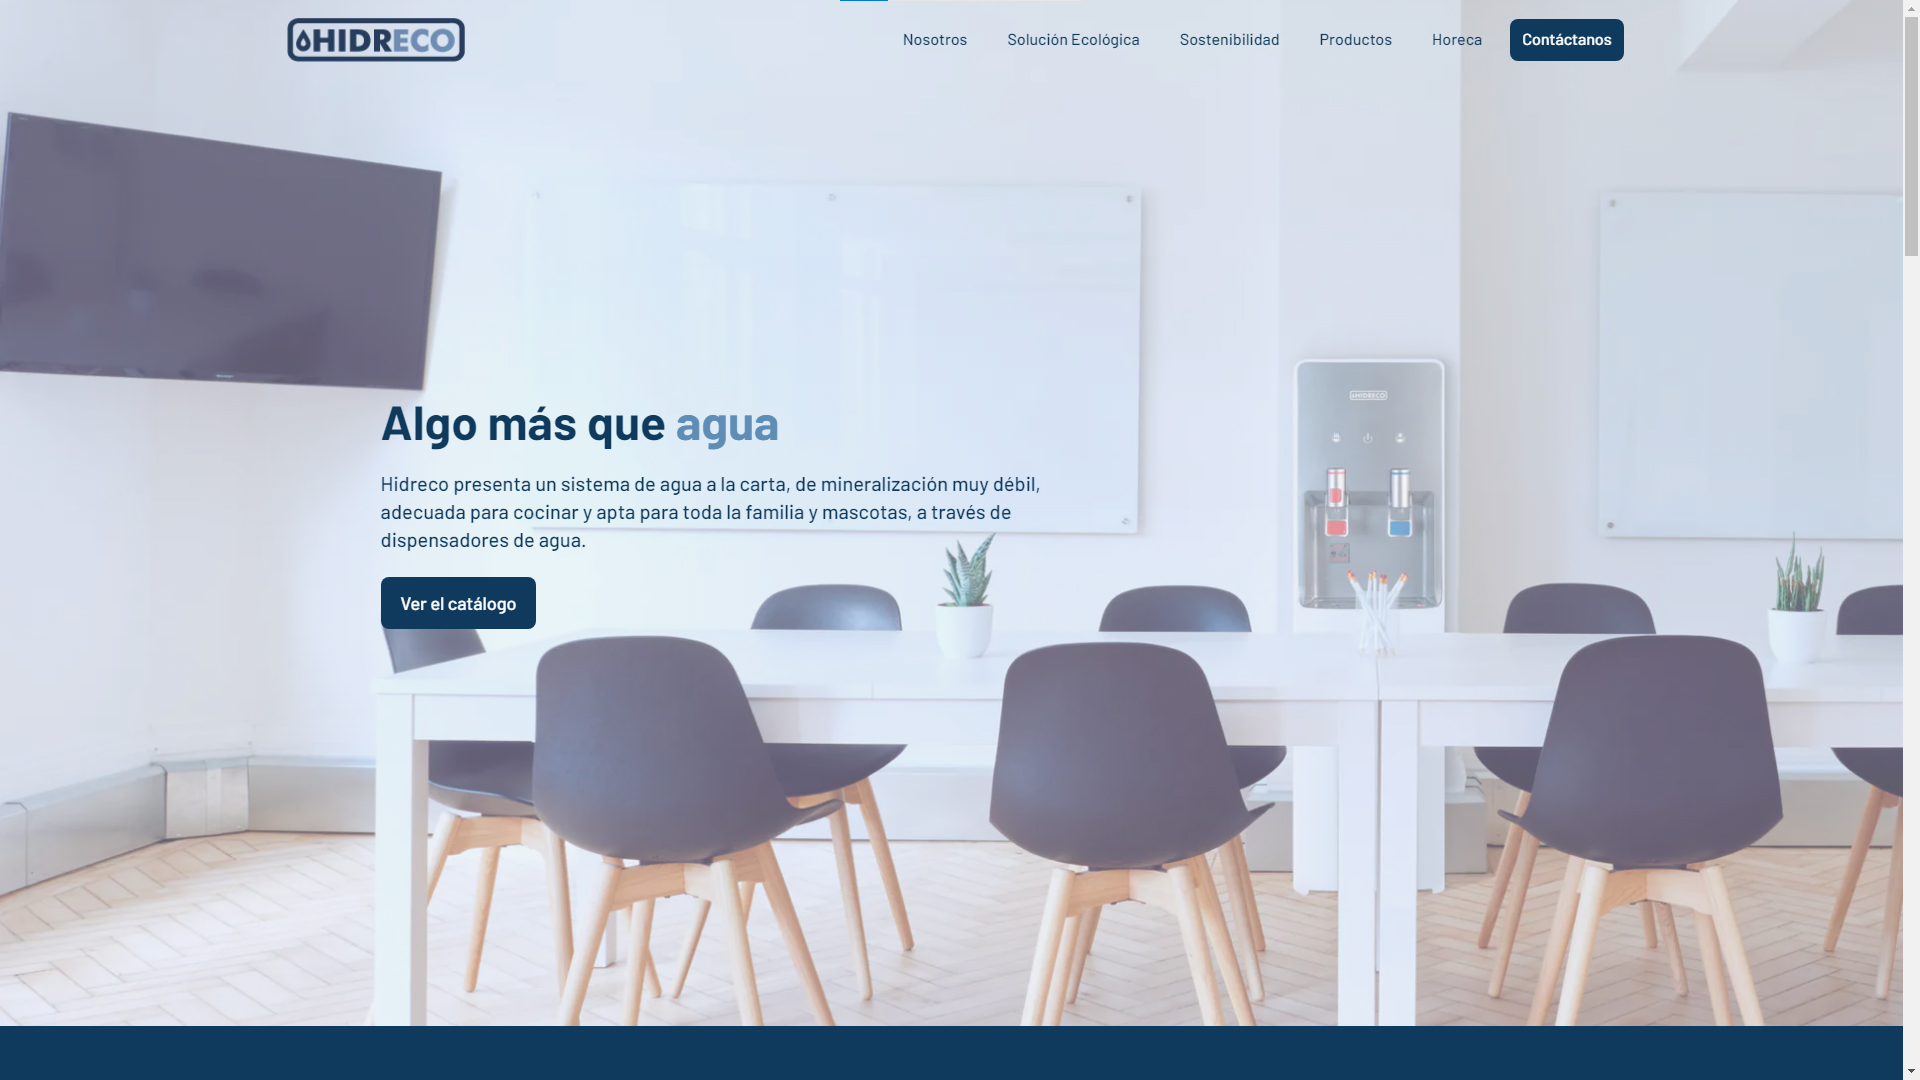 HIDRECO
Nosotros
Solución Ecológica
Sostenibilidad
Productos
Horeca
Contáctanos
HIDRECO
Algo más que agua
Hidreco presenta un sistema de agua a la carta, de mineralización muy débil,
adecuada para cocinar y apta para toda la familia y mascotas, a través de
dispensadores de agua.
Ver el catálogo